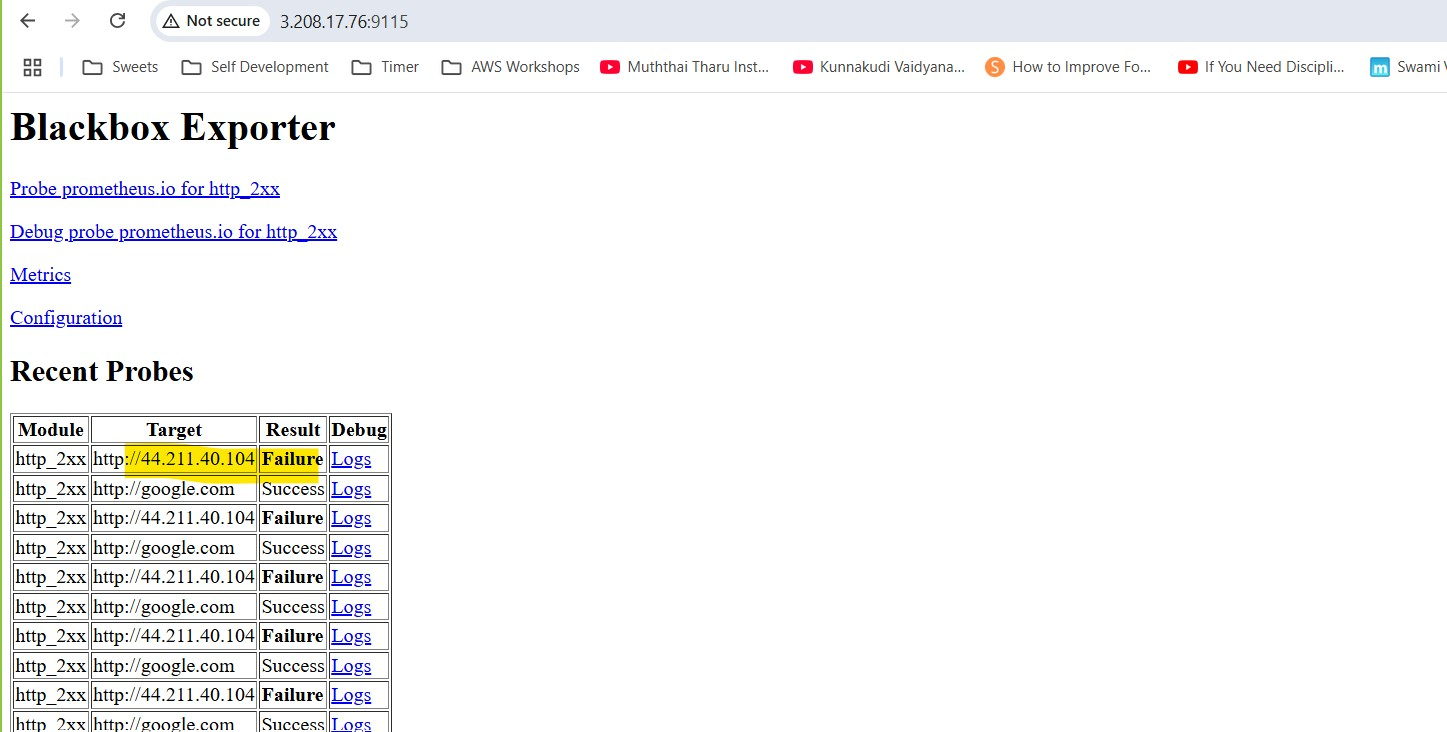 Not secure 3.208.17.76:9115
Sweets Self Development Timer AWS Workshops Muththai Tharu Inst... Kunnakudi Vaidyana... How to Improve Fo... If You Need Discipli... Swami
Blackbox Exporter
Probe prometheus.io for http_2xx
Debug probe prometheus.io for http_2xx
Metrics
Configuration
Recent Probes
Module Target Result Debug
http_2xx http://44.211.40.104 Failure Logs
http_2xx http://google.com Success Logs
http_2xx http://44.211.40.104 Failure Logs
http_2xx http://google.com Success Logs
http_2xx http://44.211.40.104 Failure Logs
http_2xx http://google.com Success Logs
http_2xx http://44.211.40.104 Failure Logs
http_2xx http://google.com Success Logs
http_2xx http://44.211.40.104 Failure Logs
http_2xx http://google.com Success Logs